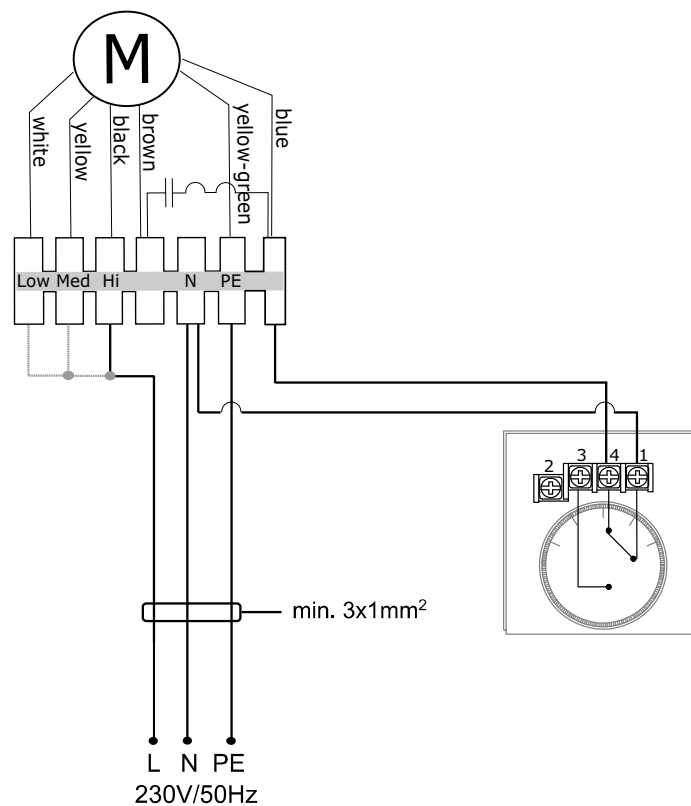 M
white
yellow
black
brown
yellow-green
blue
Low Med Hi N PE
2 3 4 1
min. 3x1mm²
L N PE
230V/50Hz